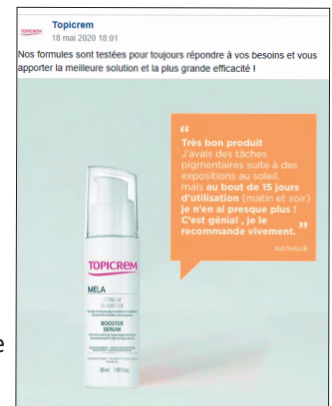 TOPICREM
Topicrem
18 mai 2020 18:01
Nos formules sont testées pour toujours répondre à vos besoins et vous
apporter la meilleure solution et la plus grande efficacité !
“
Très bon produit
J'avais des tâches
pigmentaires suite à des
expositions au soleil,
mais au bout de 15 jours
d'utilisation (matin et soir)
je n'en ai presque plus !
C'est génial , je le
recommande vivement. ”
NATHALIE
TOPICREM
MELA
BOOSTER
SERUM
e